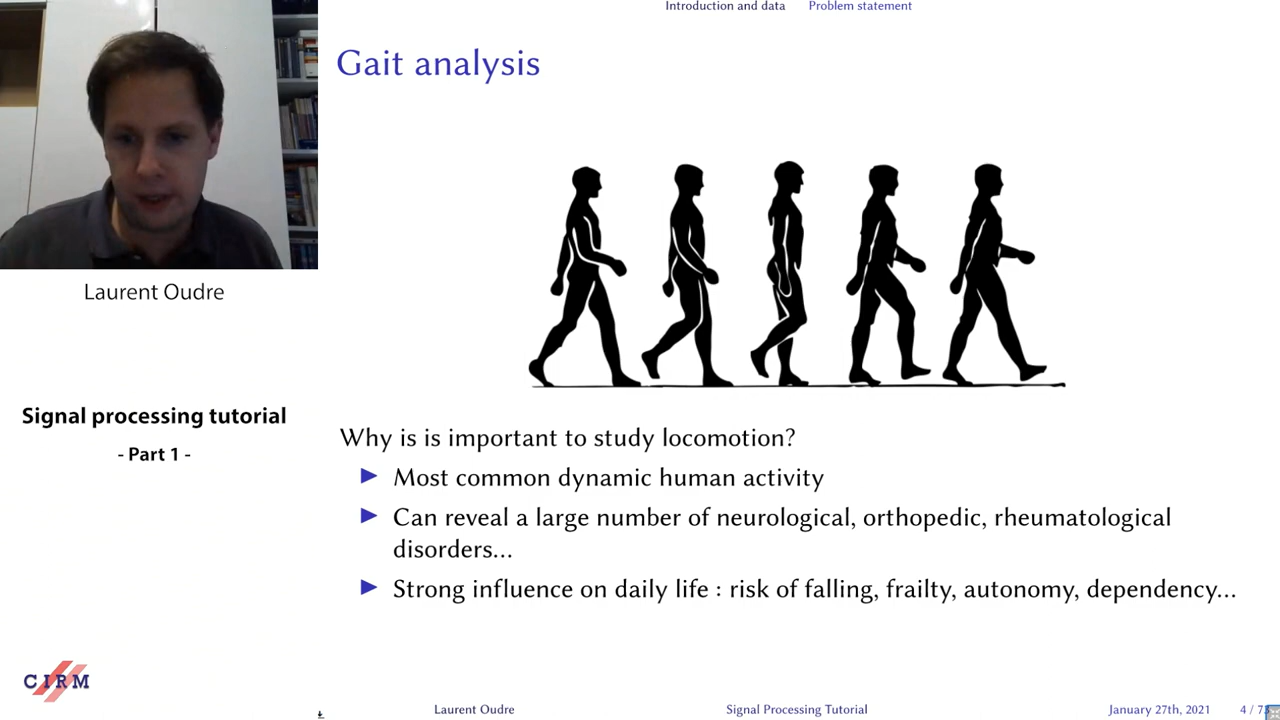 Introduction and data Problem statement
Gait analysis
Laurent Oudre
Signal processing tutorial
- Part 1 -
Why is is important to study locomotion?
Most common dynamic human activity
Can reveal a large number of neurological, orthopedic, rheumatological
disorders...
Strong influence on daily life : risk of falling, frailty, autonomy, dependency...
CIRM
Laurent Oudre Signal Processing Tutorial January 27th, 2021 4 /